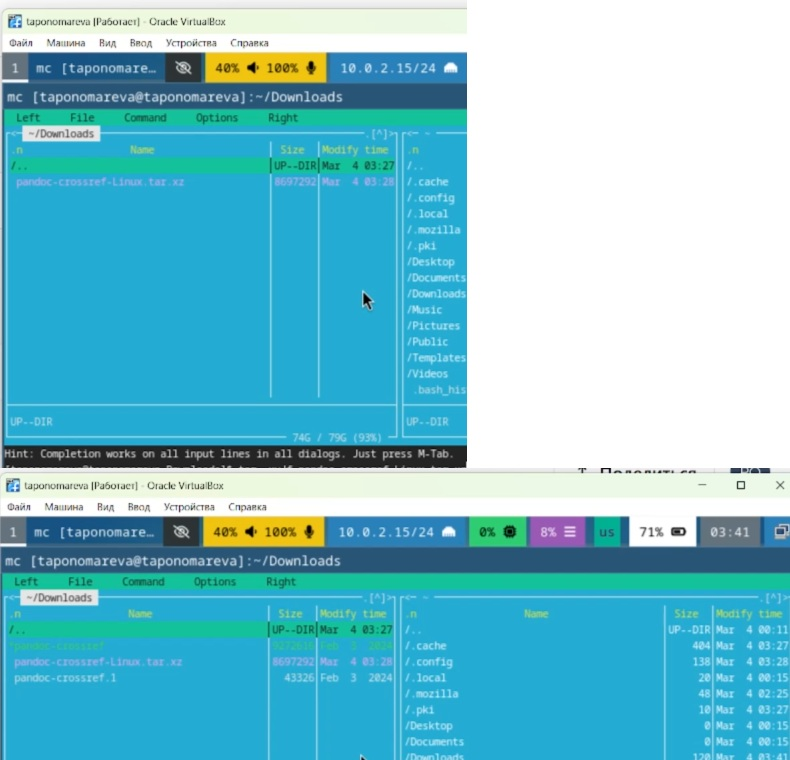 taponomareva [Работает] - Oracle VirtualBox
Файл Машина Вид Ввод Устройства Справка
1 mc [taponomare… 40% 100% 10.0.2.15/24
mc [taponomareva@taponomareva]:~/Downloads
Left File Command Options Right
<- ~/Downloads .[^]> <- ~
.n Name Size Modify time .n
/.. UP--DIR Mar 4 03:27 /..
pandoc-crossref-Linux.tar.xz 8697292 Mar 4 03:28 /.cache
/.config
/.local
/.mozilla
/.pki
/Desktop
/Documents
/Downloads
/Music
/Pictures
/Public
/Templates
/Videos
.bash_his
UP--DIR UP--DIR
74G / 79G (93%)
Hint: Completion works on all input lines in all dialogs. Just press M-Tab.
taponomareva [Работает] - Oracle VirtualBox
Файл Машина Вид Ввод Устройства Справка
1 mc [taponomare… 40% 100% 10.0.2.15/24 0% 8% us 71% 03:41
mc [taponomareva@taponomareva]:~/Downloads
Left File Command Options Right
<- ~/Downloads .[^]> <- ~ .[^]>
.n Name Size Modify time .n Name Size Modify time
/.. UP--DIR Mar 4 03:27 /.. UP--DIR Mar 4 00:11
*pandoc-crossref Feb 3 2024 /.cache 404 Mar 4 03:27
pandoc-crossref-Linux.tar.xz 8697292 Mar 4 03:28 /.config 138 Mar 4 03:28
pandoc-crossref.1 43326 Feb 3 2024 /.local 20 Mar 4 00:15
/.mozilla 48 Mar 4 02:25
/.pki 10 Mar 4 03:27
/Desktop 0 Mar 4 00:15
/Documents 0 Mar 4 00:15
/Downloads 120 Mar 4 03:41